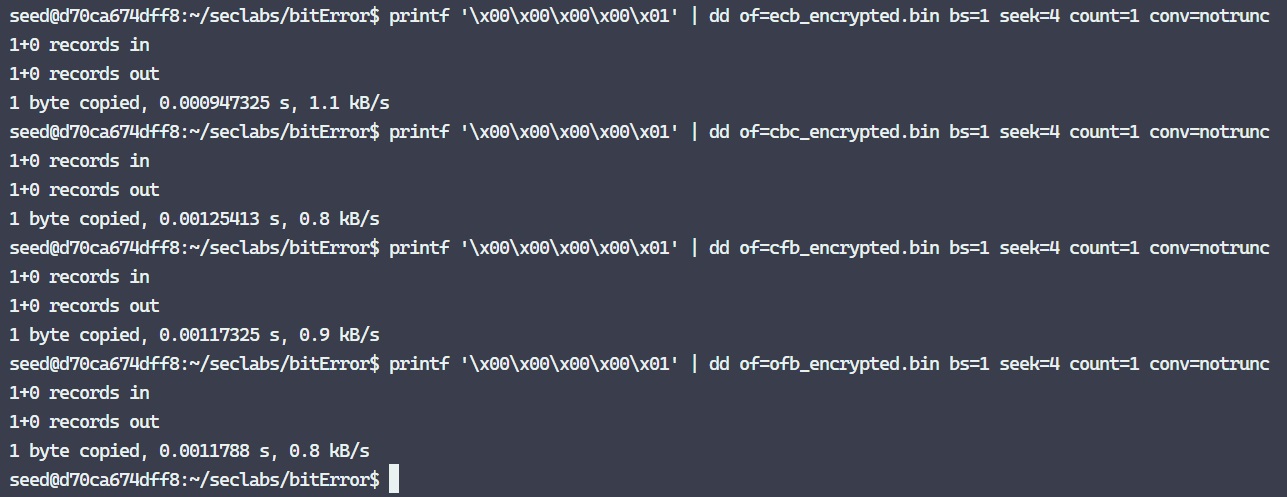 seed@d70ca674dff8:~/seclabs/bitError$ printf '\x00\x00\x00\x00\x01' | dd of=ecb_encrypted.bin bs=1 seek=4 count=1 conv=notrunc
1+0 records in
1+0 records out
1 byte copied, 0.000947325 s, 1.1 kB/s
seed@d70ca674dff8:~/seclabs/bitError$ printf '\x00\x00\x00\x00\x01' | dd of=cbc_encrypted.bin bs=1 seek=4 count=1 conv=notrunc
1+0 records in
1+0 records out
1 byte copied, 0.00125413 s, 0.8 kB/s
seed@d70ca674dff8:~/seclabs/bitError$ printf '\x00\x00\x00\x00\x01' | dd of=cfb_encrypted.bin bs=1 seek=4 count=1 conv=notrunc
1+0 records in
1+0 records out
1 byte copied, 0.00117325 s, 0.9 kB/s
seed@d70ca674dff8:~/seclabs/bitError$ printf '\x00\x00\x00\x00\x01' | dd of=ofb_encrypted.bin bs=1 seek=4 count=1 conv=notrunc
1+0 records in
1+0 records out
1 byte copied, 0.0011788 s, 0.8 kB/s
seed@d70ca674dff8:~/seclabs/bitError$